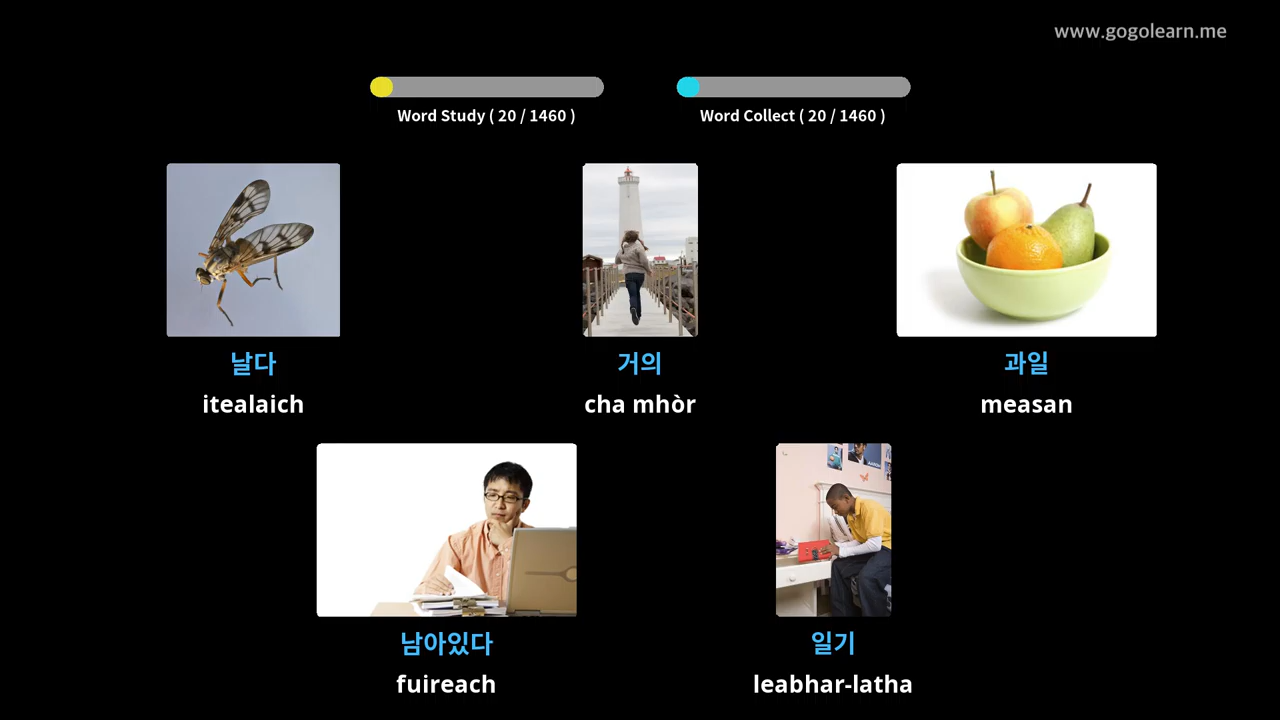 www.gogolearn.me
Word Study ( 20 / 1460 )
Word Collect ( 20 / 1460 )
날다
itealaich
거의
cha mhòr
과일
measan
남아있다
fuireach
일기
leabhar-latha